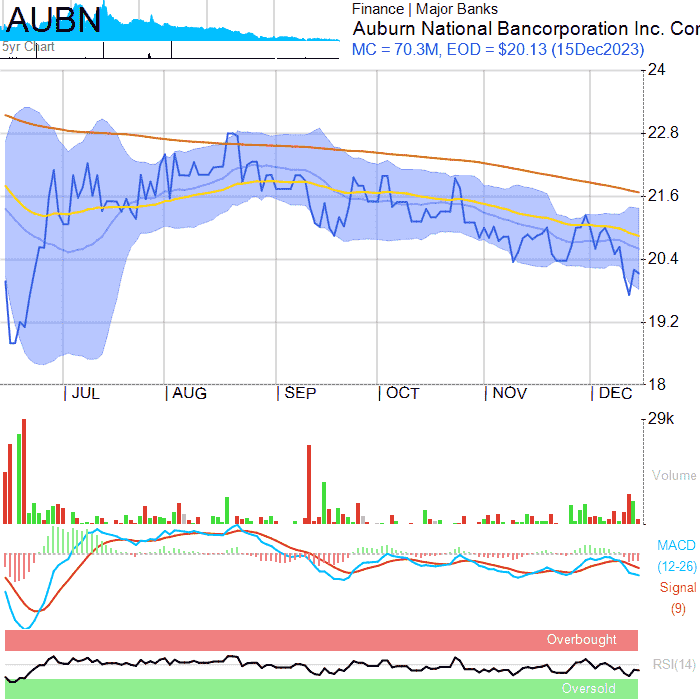 AUBN
5yr Chart
Finance | Major Banks
Auburn National Bancorporation Inc. Cor
MC = 70.3M, EOD = $20.13 (15Dec2023)
24
22.8
21.6
20.4
19.2
18
JUL AUG SEP OCT NOV DEC
29k
Volume
MACD
(12-26)
Signal
(9)
Overbought
RSI(14)
Oversold